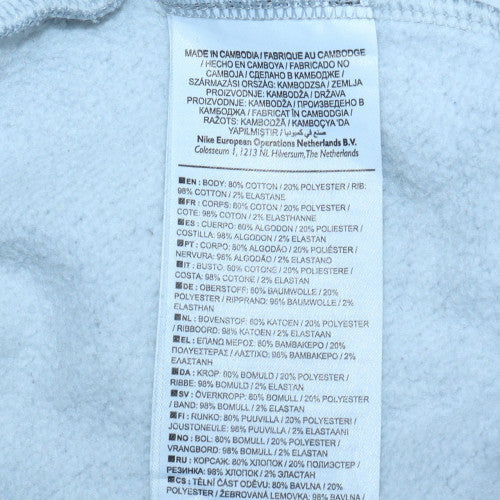 MADE IN CAMBODIA / FABRIQUE AU CAMBODGE
/ HECHO EN CAMBOYA / FABRICADO NO
CAMBOJA / СДЕЛАНО В КАМБОДЖЕ /
SZÁRMAZÁSI ORSZÁG: KAMBODZSA / ZEMLJA
PROIZVODNJE: KAMBODŽA / DRŽAVA
PROIZVODNJE: KAMBODŽA / ПРОИЗВЕДЕНО В
КАМБОДЖА / FABRICAT ÎN CAMBODGIA /
RAŽOTS: KAMBODŽĀ / KAMBOÇYA 'DA
YAPILMIŞTIR / صنع في كمبوديا
Nike European Operations Netherlands B.V.
Colosseum 1, 1213 NL Hilversum, The Netherlands
EN: BODY: 80% COTTON / 20% POLYESTER / RIB:
98% COTTON / 2% ELASTANE
FR: CORPS: 80% COTON / 20% POLYESTER /
COTE: 98% COTON / 2% ELASTHANNE
ES: CUERPO: 80% ALGODON / 20% POLIESTER /
COSTILLA: 98% ALGODON / 2% ELASTAN
PT: CORPO: 80% ALGODÃO / 20% POLIÉSTER /
NERVURA: 98% ALGODÃO / 2% ELASTANO
IT: BUSTO: 80% COTONE / 20% POLIESTERE /
COSTA: 98% COTONE / 2% ELASTAN
DE: OBERSTOFF: 80% BAUMWOLLE / 20%
POLYESTER / RIPPRAND: 98% BAUMWOLLE / 2%
ELASTAN
NL: BOVENSTOF: 80% KATOEN / 20% POLYESTER
/ RIBBOORD: 98% KATOEN / 2% ELASTAAN
EL: ΕΠΑΝΩ ΜΕΡΟΣ: 80% ΒΑΜΒΑΚΕΡΟ / 20%
ΠΟΛΥΕΣΤΕΡΑΣ / ΛΑΣΤΙΧΟ: 98% ΒΑΜΒΑΚΕΡΟ / 2%
ΕΛΑΣΤΑΝΗ
DA: KROP: 80% BOMULD / 20% POLYESTER /
RIBBE: 98% BOMULD / 2% ELASTAN
SV: ÖVERKROPP: 80% BOMULL / 20% POLYESTER
/ BAND: 98% BOMULL / 2% ELASTAN
FI: RUNKO: 80% PUUVILLA / 20% POLYESTERI /
JOUSTIN: 98% PUUVILLA / 2% ELASTAANI
NO: BOL: 80% BOMULL / 20% POLYESTER /
VRANGBORD: 98% BOMULL / 2% ELASTAN
RU: КОРСАЖ: 80% ХЛОПОК / 20% ПОЛИЭСТЕР /
РЕЗИНКА: 98% ХЛОПОК / 2% ЭЛАСТАН
CS: TĚLNÍ ČÁST ODĚVU: 80% BAVLNA / 20%
POLYESTER / ŽEBROVANÁ LEMOVKA: 98% BAVLNA /